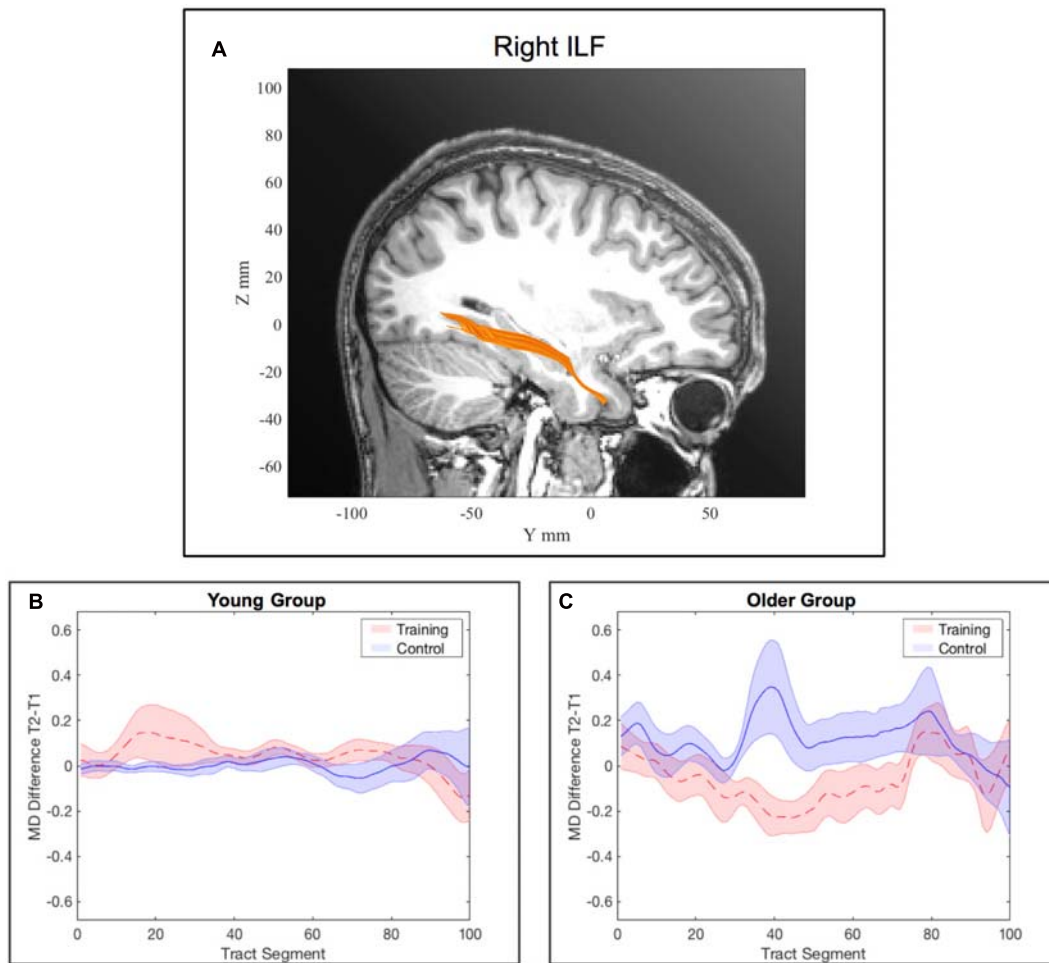 A
Right ILF
100
80
60
40
20
0
-20
-40
-60
Z mm
-100
-50
0
50
Y mm
B
Young Group
Training
Control
0.6
0.4
0.2
0
-0.2
-0.4
-0.6
MD Difference T2-T1
0
20
40
60
80
100
Tract Segment
C
Older Group
Training
Control
0.6
0.4
0.2
0
-0.2
-0.4
-0.6
MD Difference T2-T1
0
20
40
60
80
100
Tract Segment